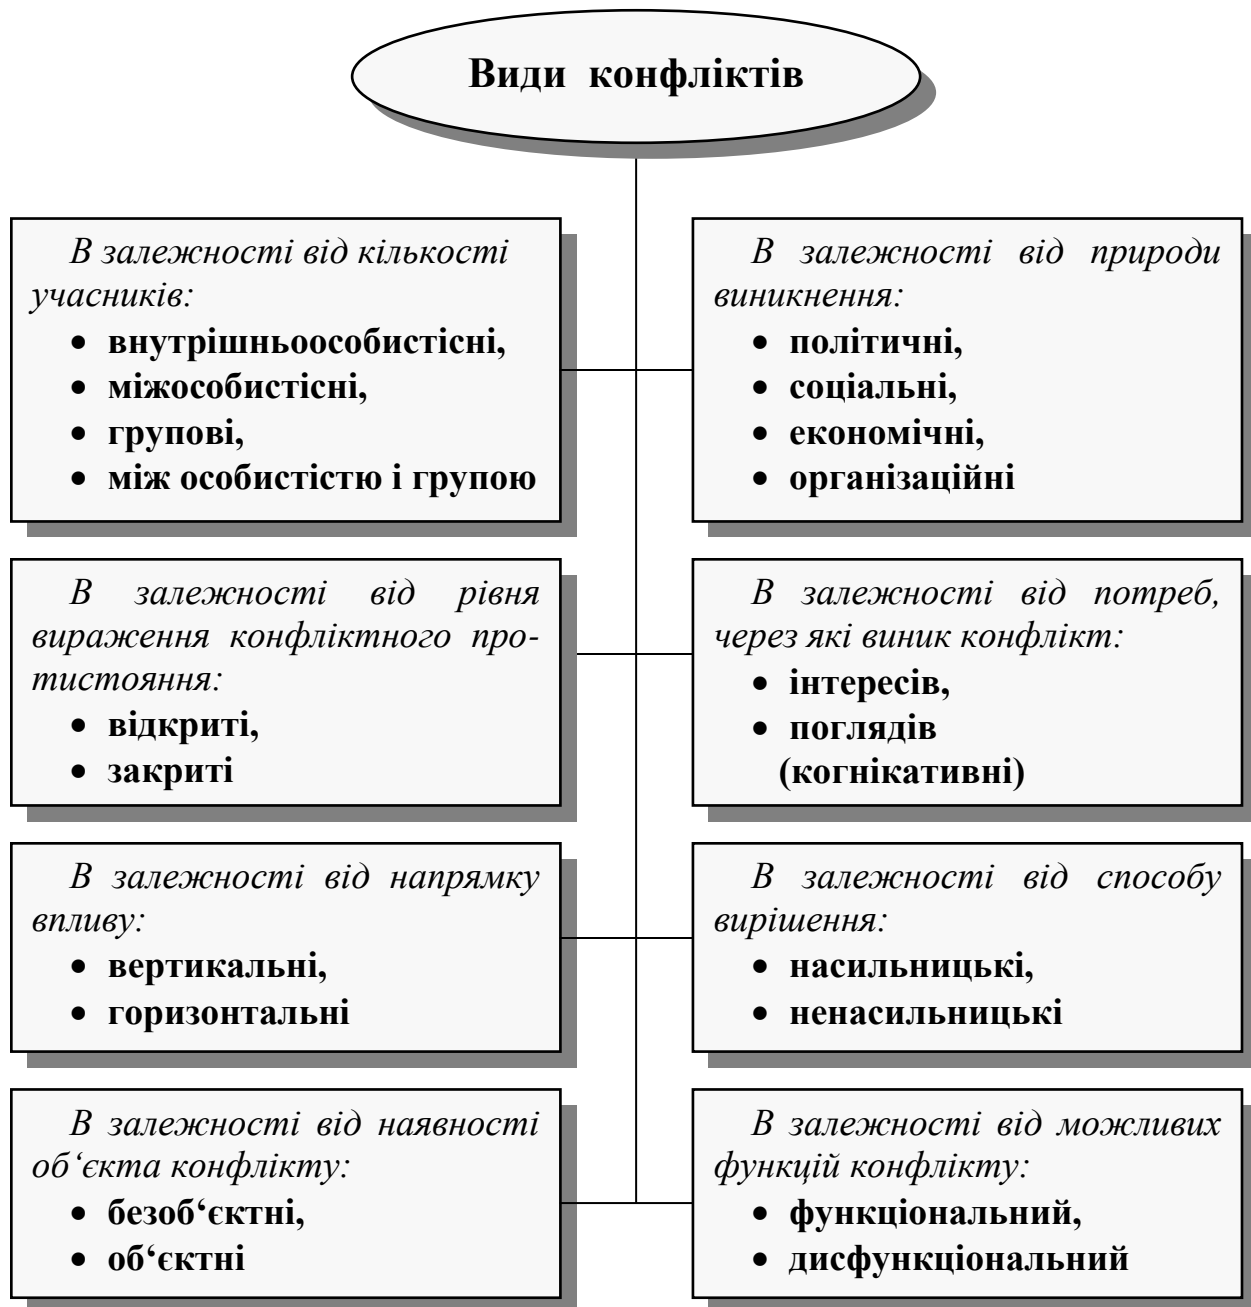 Види конфліктів
В залежності від кількості
учасників:
• внутрішньоособистісні,
• міжособистісні,
• групові,
• між особистістю і групою
В залежності від природи
виникнення:
• політичні,
• соціальні,
• економічні,
• організаційні
В залежності від рівня
вираження конфліктного про-
тистояння:
• відкриті,
• закриті
В залежності від потреб,
через які виник конфлікт:
• інтересів,
• поглядів
(когнікативні)
В залежності від напрямку
впливу:
• вертикальні,
• горизонтальні
В залежності від способу
вирішення:
• насильницькі,
• ненасильницькі
В залежності від наявності
об‘єкта конфлікту:
• безоб‘єктні,
• об‘єктні
В залежності від можливих
функцій конфлікту:
• функціональний,
• дисфункціональний